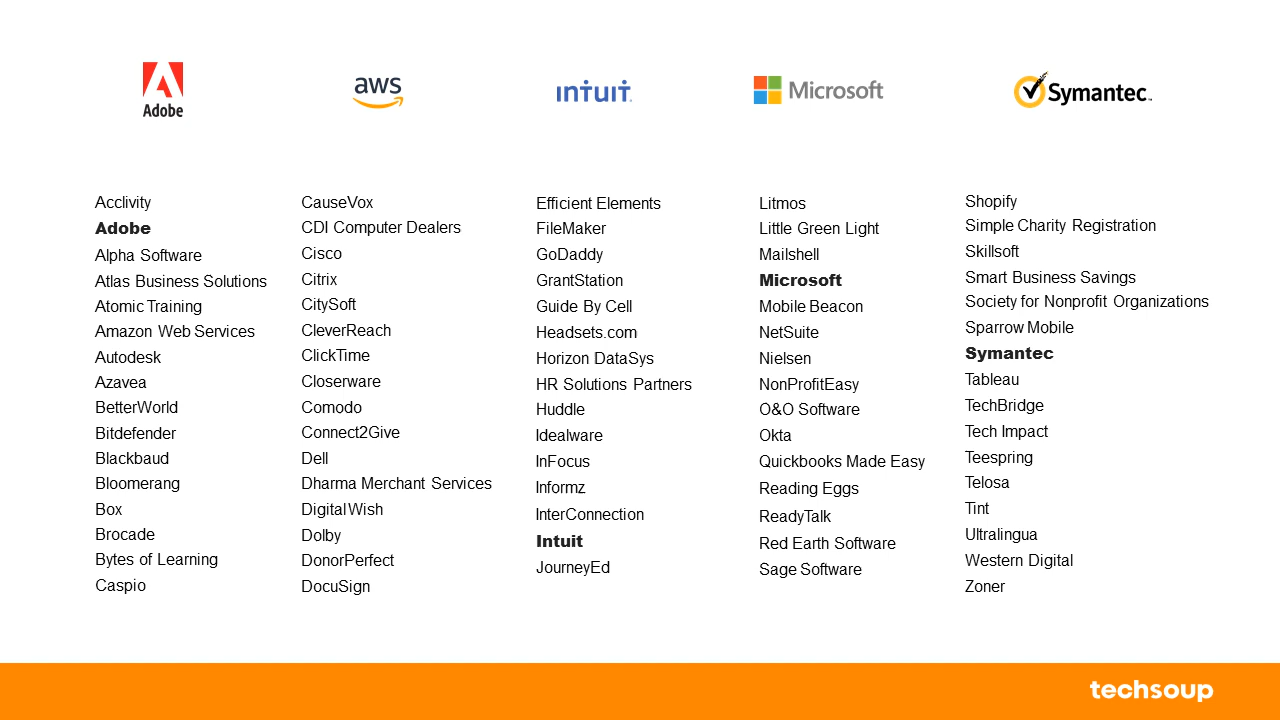 Adobe
aws
intuit.
Microsoft
Symantec™
Acclivity
Adobe
Alpha Software
Atlas Business Solutions
Atomic Training
Amazon Web Services
Autodesk
Azavea
BetterWorld
Bitdefender
Blackbaud
Bloomerang
Box
Brocade
Bytes of Learning
Caspio
CauseVox
CDI Computer Dealers
Cisco
Citrix
CitySoft
CleverReach
ClickTime
Closerware
Comodo
Connect2Give
Dell
Dharma Merchant Services
Digital Wish
Dolby
DonorPerfect
DocuSign
Efficient Elements
FileMaker
GoDaddy
GrantStation
Guide By Cell
Headsets.com
Horizon DataSys
HR Solutions Partners
Huddle
Idealware
InFocus
Informz
InterConnection
Intuit
JourneyEd
Litmos
Little Green Light
Mailshell
Microsoft
Mobile Beacon
NetSuite
Nielsen
NonProfitEasy
O&O Software
Okta
Quickbooks Made Easy
Reading Eggs
ReadyTalk
Red Earth Software
Sage Software
Shopify
Simple Charity Registration
Skillsoft
Smart Business Savings
Society for Nonprofit Organizations
Sparrow Mobile
Symantec
Tableau
TechBridge
Tech Impact
Teespring
Telosa
Tint
Ultralingua
Western Digital
Zoner
techsoup